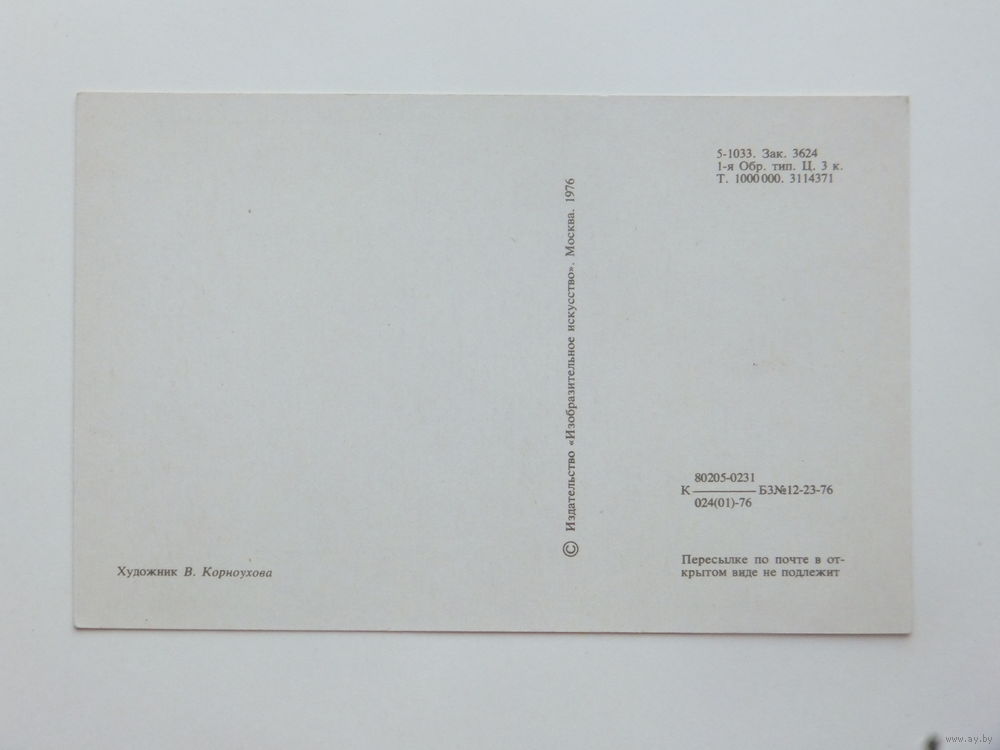 5-1033. Зак. 3624
1-я Обр. тип. Ц. 3 к.
Т. 1000000. 3114371
© Издательство «Изобразительное искусство». Москва. 1976
80205-0231
К ――― БЗ№12-23-76
024(01)-76
Пересылке по почте в от-
крытом виде не подлежит
Художник В. Корноухова
www.ay.by